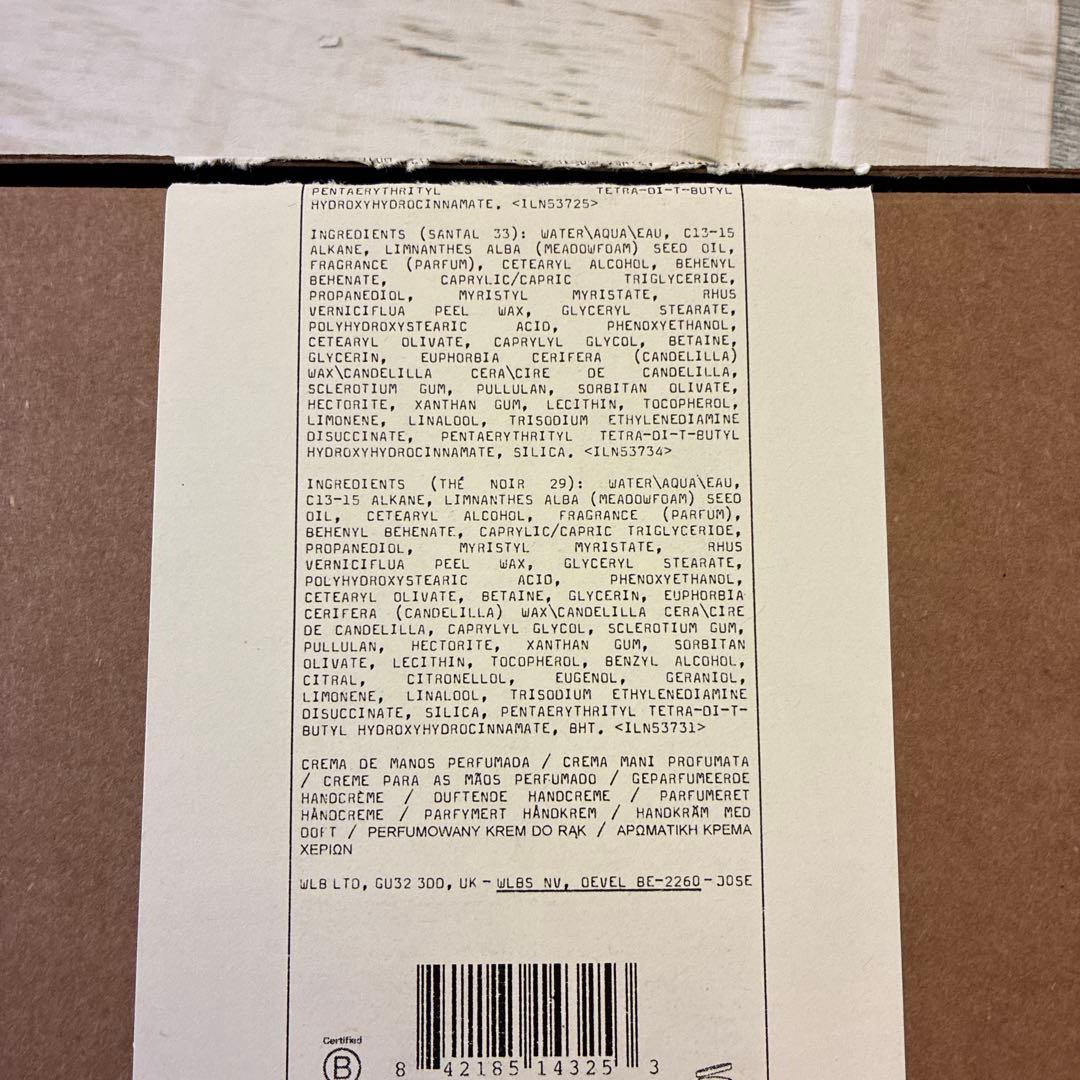 PENTAERYTHRITYL TETRA-DI-T-BUTYL
HYDROXYHYDROCINNAMATE. <ILN53725>
INGREDIENTS (SANTAL 33): WATER\AQUA\EAU, C13-15
ALKANE, LIMNANTHES ALBA (MEADOWFOAM) SEED OIL,
FRAGRANCE (PARFUM), CETEARYL ALCOHOL, BEHENYL
BEHENATE, CAPRYLIC/CAPRIC TRIGLYCERIDE,
PROPANEDIOL, MYRISTYL MYRISTATE, RHUS
VERNICIFLUA PEEL WAX, GLYCERYL STEARATE,
POLYHYDROXYSTEARIC ACID, PHENOXYETHANOL,
CETEARYL OLIVATE, CAPRYLYL GLYCOL, BETAINE,
GLYCERIN, EUPHORBIA CERIFERA (CANDELILLA)
WAX\CANDELILLA CERA\CIRE DE CANDELILLA,
SCLEROTIUM GUM, PULLULAN, SORBITAN OLIVATE,
HECTORITE, XANTHAN GUM, LECITHIN, TOCOPHEROL,
LIMONENE, LINALOOL, TRISODIUM ETHYLENEDIAMINE
DISUCCINATE, PENTAERYTHRITYL TETRA-DI-T-BUTYL
HYDROXYHYDROCINNAMATE, SILICA. <ILN53734>
INGREDIENTS (THÉ NOIR 29): WATER\AQUA\EAU,
C13-15 ALKANE, LIMNANTHES ALBA (MEADOWFOAM) SEED
OIL, CETEARYL ALCOHOL, FRAGRANCE (PARFUM),
BEHENYL BEHENATE, CAPRYLIC/CAPRIC TRIGLYCERIDE,
PROPANEDIOL, MYRISTYL MYRISTATE, RHUS
VERNICIFLUA PEEL WAX, GLYCERYL STEARATE,
POLYHYDROXYSTEARIC ACID, PHENOXYETHANOL,
CETEARYL OLIVATE, BETAINE, GLYCERIN, EUPHORBIA
CERIFERA (CANDELILLA) WAX\CANDELILLA CERA\CIRE
DE CANDELILLA, CAPRYLYL GLYCOL, SCLEROTIUM GUM,
PULLULAN, HECTORITE, XANTHAN GUM, SORBITAN
OLIVATE, LECITHIN, TOCOPHEROL, BENZYL ALCOHOL,
CITRAL, CITRONELLOL, EUGENOL, GERANIOL,
LIMONENE, LINALOOL, TRISODIUM ETHYLENEDIAMINE
DISUCCINATE, SILICA, PENTAERYTHRITYL TETRA-DI-T-
BUTYL HYDROXYHYDROCINNAMATE, BHT. <ILN53731>
CREMA DE MANOS PERFUMADA / CREMA MANI PROFUMATA
/ CREME PARA AS MÃOS PERFUMADO / GEPARFUMEERDE
HANDCRÈME / DUFTENDE HANDCREME / PARFUMERET
HÅNDCREME / PARFYMERT HÅNDKREM / HANDKRÄM MED
DOFT / PERFUMOWANY KREM DO RĄK / ΑΡΩΜΑΤΙΚΗ ΚΡΕΜΑ
ΧΕΡΙΩΝ
WLB LTD, GU32 3QD, UK - WLBS NV, OEVEL BE-2260 - JOSE
Certified
B
8 42185 14325 3